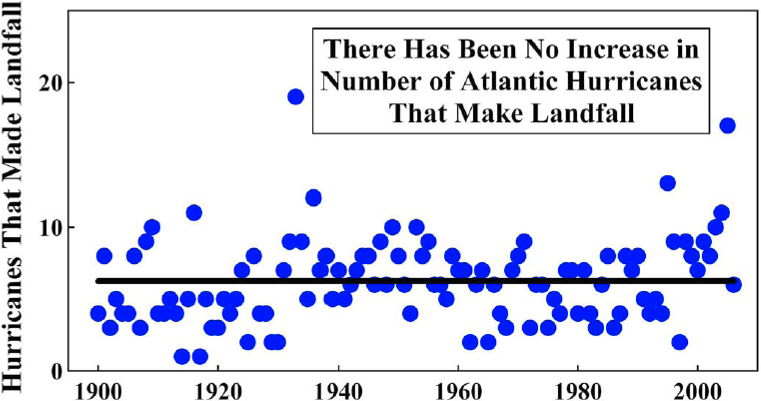 There Has Been No Increase in
Number of Atlantic Hurricanes
That Make Landfall
Hurricanes That Made Landfall
20
10
0
1900 1920 1940 1960 1980 2000